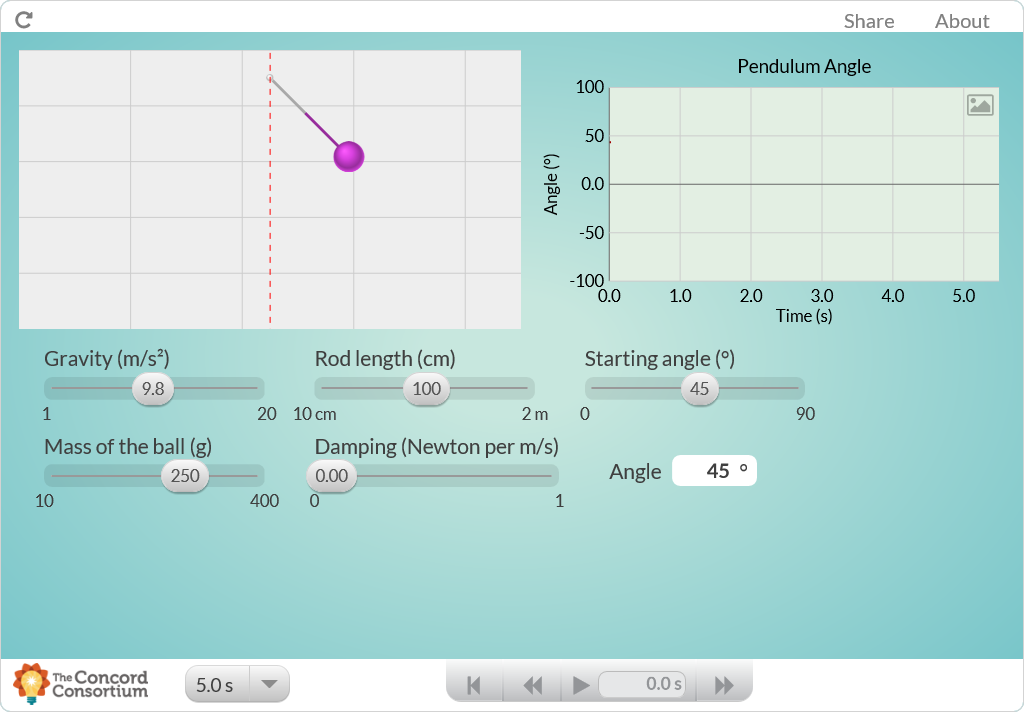 Share About
Pendulum Angle
100
50
0.0
-50
-100
Angle (º)
0.0 1.0 2.0 3.0 4.0 5.0
Time (s)
Gravity (m/s²) Rod length (cm) Starting angle (º)
9.8 100 45
1 20 10 cm 2 m 0 90
Mass of the ball (g) Damping (Newton per m/s)
250 0.00 Angle 45 º
10 400 0 1
The Concord
Consortium
5.0 s 0.0 s